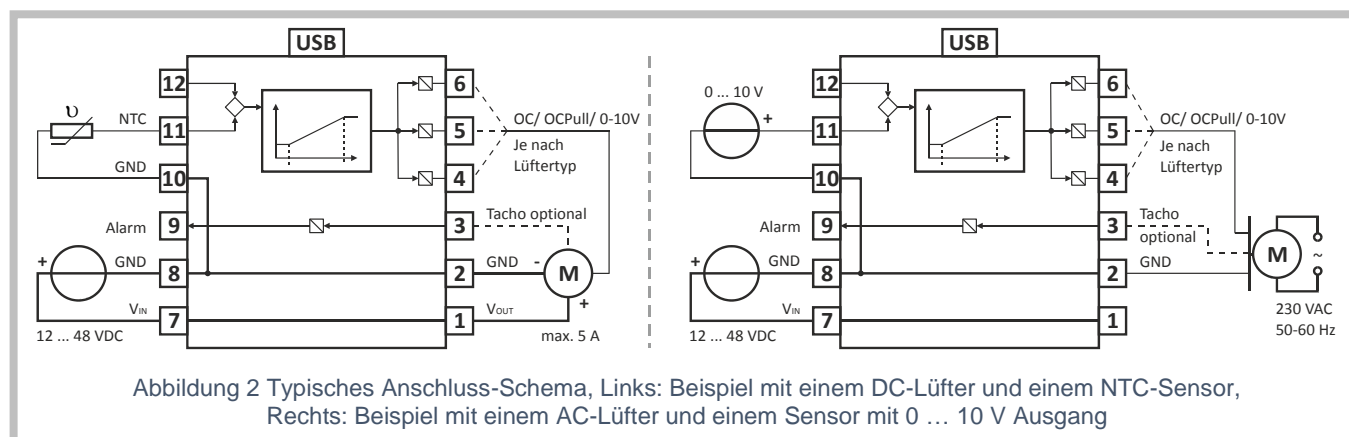 USB
12
6
υ
NTC
11
5
OC/ OCPull/ 0-10V
Je nach
Lüftertyp
GND
10
4
Alarm
9
3
Tacho optional
+
GND
8
2
GND
-
M
VIN
7
1
VOUT
+
12 ... 48 VDC
max. 5 A
USB
12
6
0 ... 10 V
+
11
5
OC/ OCPull/ 0-10V
Je nach
Lüftertyp
10
4
Alarm
9
3
Tacho
optional
+
GND
8
2
GND
M
~
VIN
7
1
12 ... 48 VDC
230 VAC
50-60 Hz
Abbildung 2 Typisches Anschluss-Schema, Links: Beispiel mit einem DC-Lüfter und einem NTC-Sensor,
Rechts: Beispiel mit einem AC-Lüfter und einem Sensor mit 0 … 10 V Ausgang